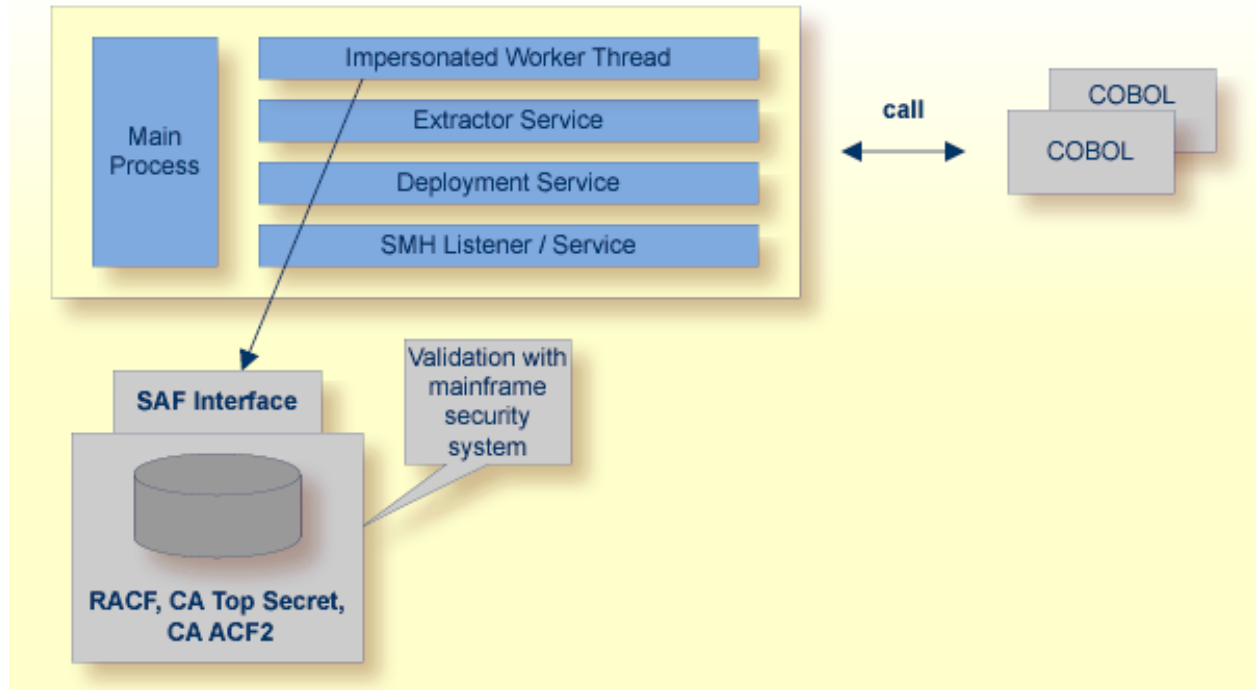 Main
Process
Impersonated Worker Thread
Extractor Service
Deployment Service
SMH Listener / Service
call
COBOL
COBOL
SAF Interface
Validation with
mainframe
security
system
RACF, CA Top Secret,
CA ACF2